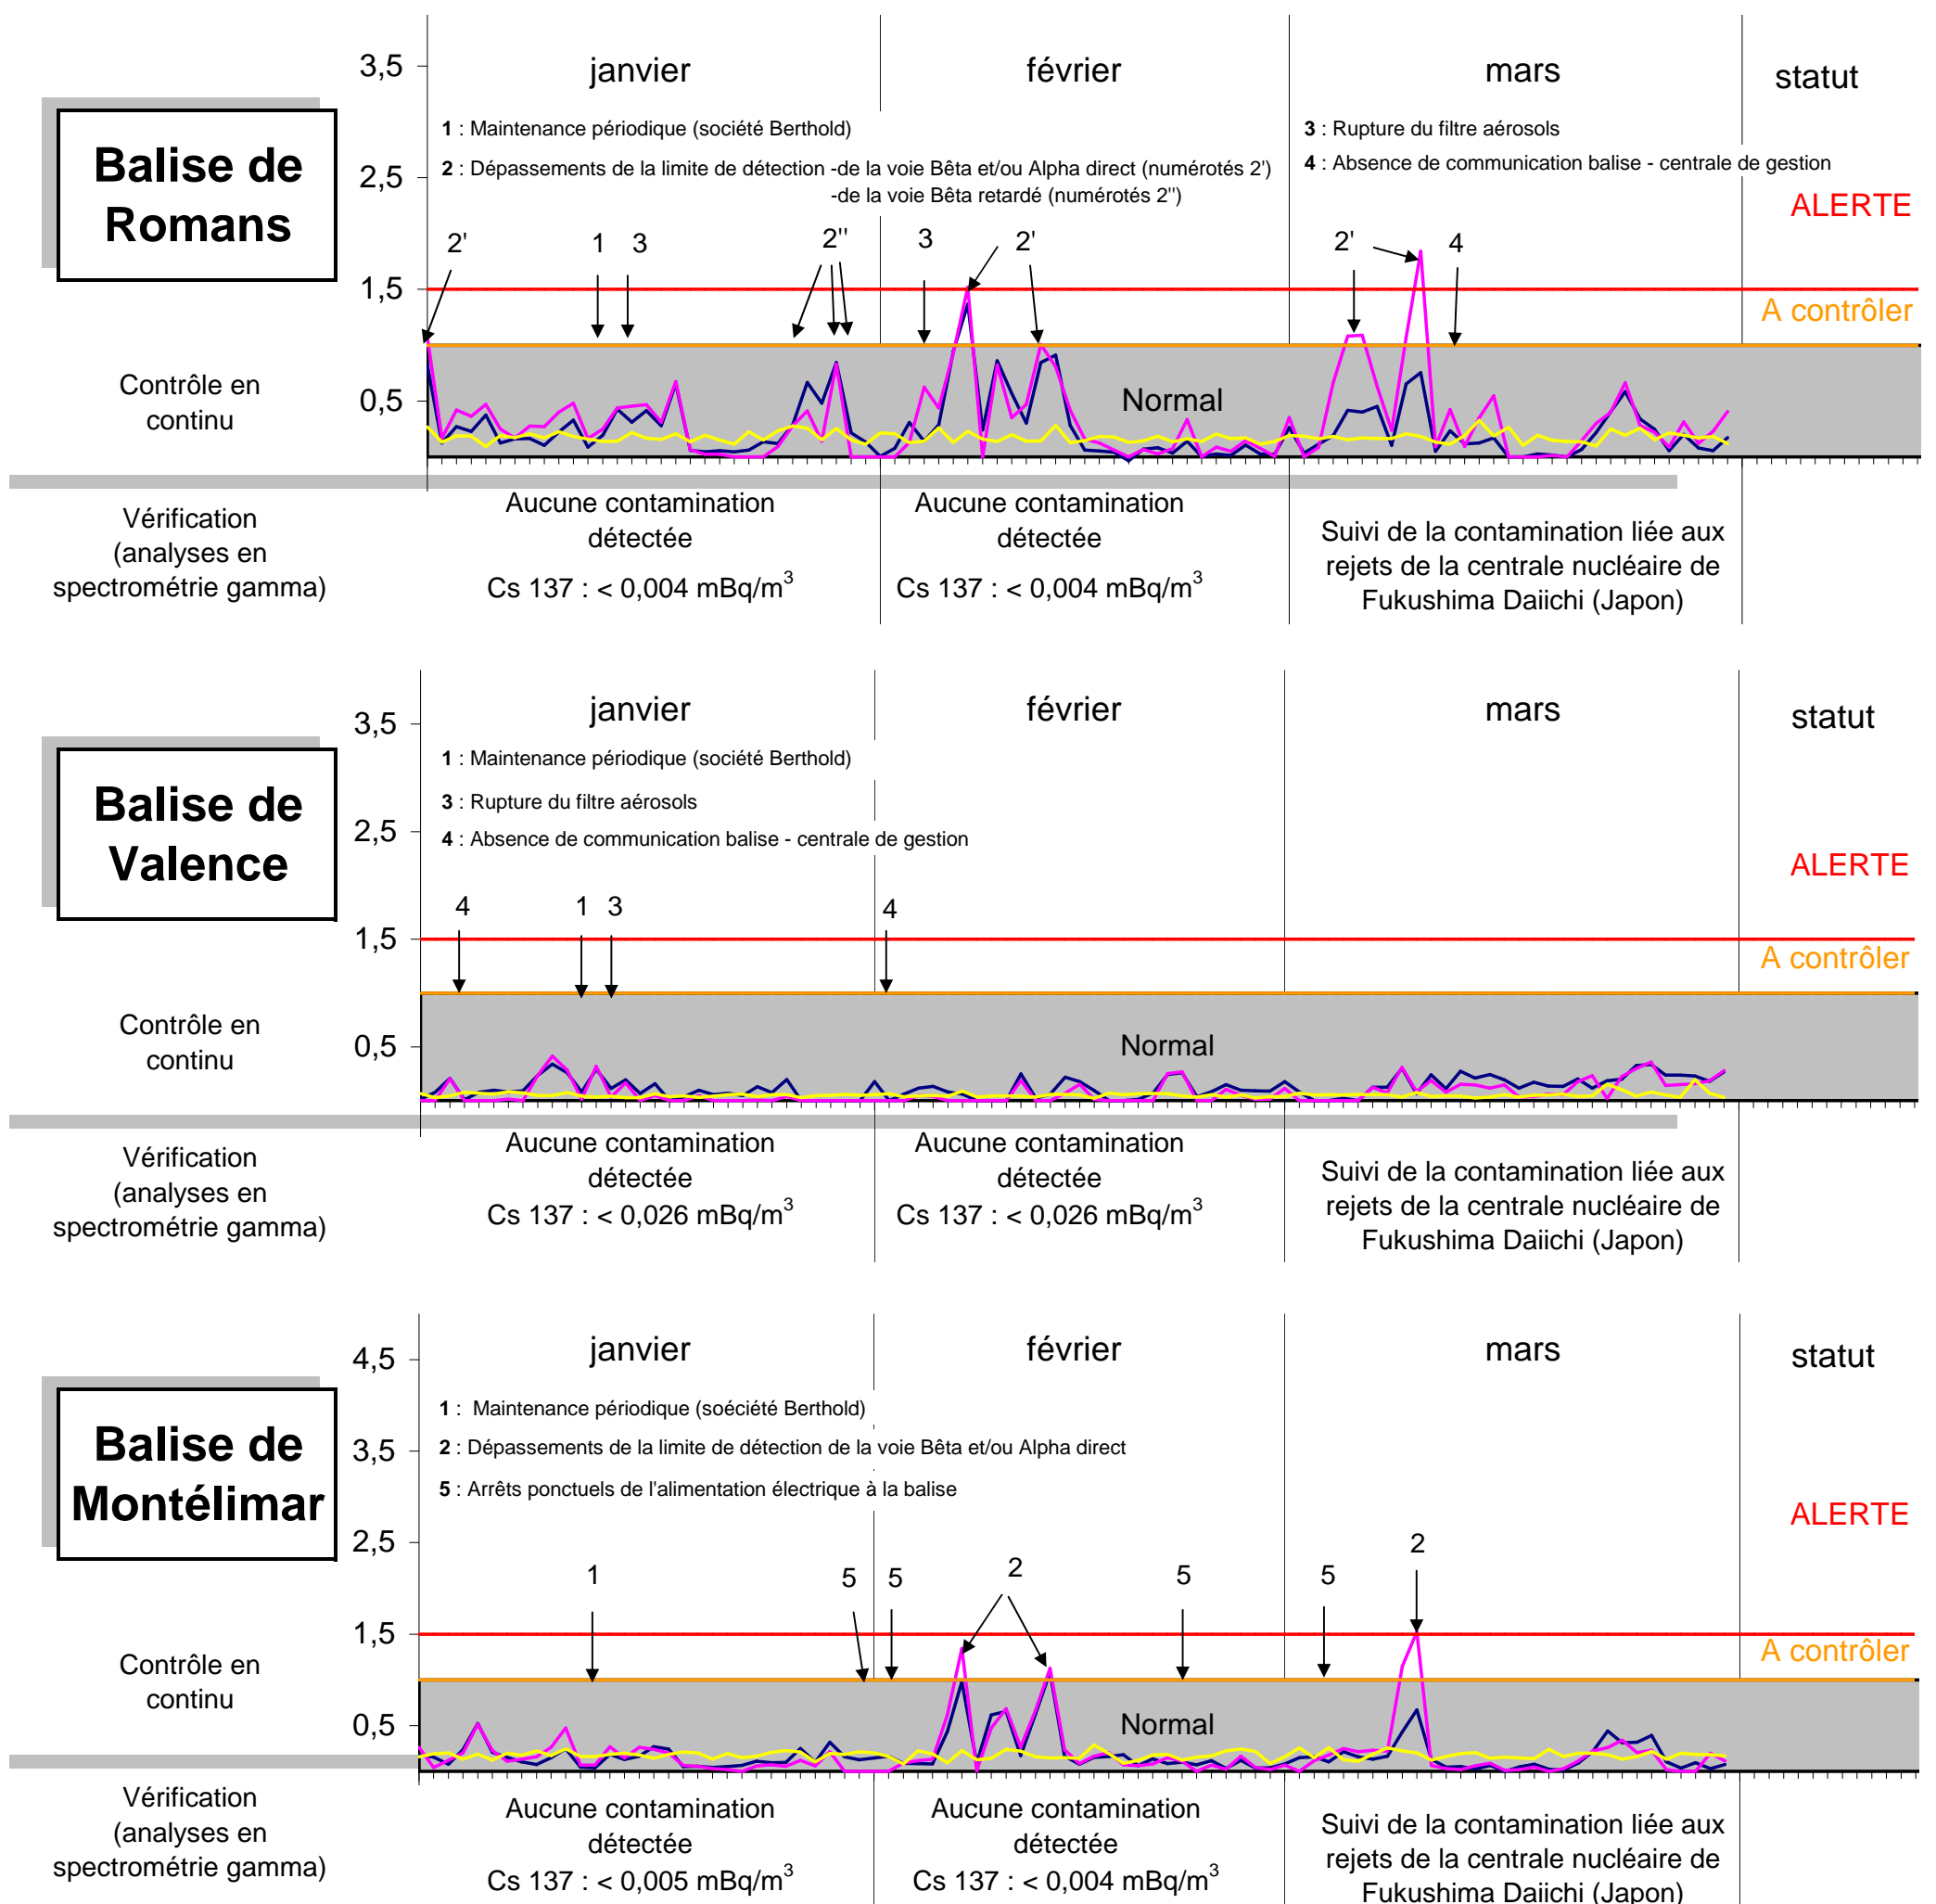 janvier
février
mars
statut
3,5
2,5
1,5
0,5
Balise de
Romans
1 : Maintenance périodique (société Berthold)
2 : Dépassements de la limite de détection -de la voie Bêta et/ou Alpha direct (numérotés 2')
-de la voie Bêta retardé (numérotés 2'')
3 : Rupture du filtre aérosols
4 : Absence de communication balise - centrale de gestion
ALERTE
2'
1
3
2''
3
2'
2'
4
A contrôler
Contrôle en
continu
Normal
Vérification
(analyses en
spectrométrie gamma)
Aucune contamination
détectée
Cs 137 : < 0,004 mBq/m³
Aucune contamination
détectée
Cs 137 : < 0,004 mBq/m³
Suivi de la contamination liée aux
rejets de la centrale nucléaire de
Fukushima Daiichi (Japon)
janvier
février
mars
statut
3,5
2,5
1,5
0,5
Balise de
Valence
1 : Maintenance périodique (société Berthold)
3 : Rupture du filtre aérosols
4 : Absence de communication balise - centrale de gestion
ALERTE
4
1
3
4
A contrôler
Contrôle en
continu
Normal
Vérification
(analyses en
spectrométrie gamma)
Aucune contamination
détectée
Cs 137 : < 0,026 mBq/m³
Aucune contamination
détectée
Cs 137 : < 0,026 mBq/m³
Suivi de la contamination liée aux
rejets de la centrale nucléaire de
Fukushima Daiichi (Japon)
janvier
février
mars
statut
4,5
3,5
2,5
1,5
0,5
Balise de
Montélimar
1 : Maintenance périodique (soéciété Berthold)
2 : Dépassements de la limite de détection de la voie Bêta et/ou Alpha direct
5 : Arrêts ponctuels de l'alimentation électrique à la balise
ALERTE
1
5
5
2
5
5
2
A contrôler
Contrôle en
continu
Normal
Vérification
(analyses en
spectrométrie gamma)
Aucune contamination
détectée
Cs 137 : < 0,005 mBq/m³
Aucune contamination
détectée
Cs 137 : < 0,004 mBq/m³
Suivi de la contamination liée aux
rejets de la centrale nucléaire de
Fukushima Daiichi (Japon)